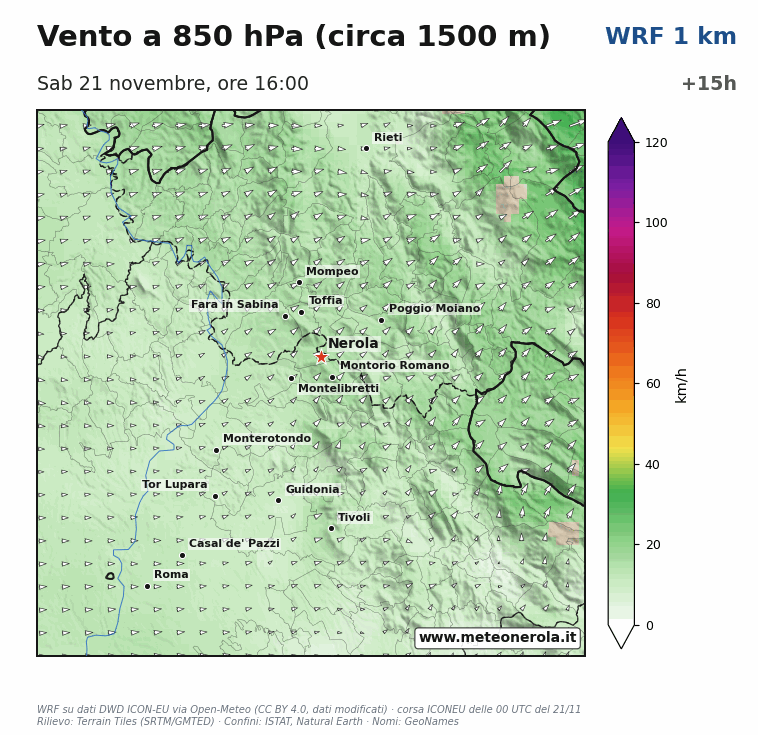 Vento a 850 hPa (circa 1500 m)
WRF 1 km
Sab 21 novembre, ore 16:00
+15h
Rieti
Mompeo
Fara in Sabina
Toffia
Poggio Moiano
Nerola
Montorio Romano
Montelibretti
Monterotondo
Tor Lupara
Guidonia
Tivoli
Casal de' Pazzi
Roma
www.meteonerola.it
120
100
80
60
40
20
0
km/h
WRF su dati DWD ICON-EU via Open-Meteo (CC BY 4.0, dati modificati) · corsa ICONEU delle 00 UTC del 21/11
Rilievo: Terrain Tiles (SRTM/GMTED) · Confini: ISTAT, Natural Earth · Nomi: GeoNames